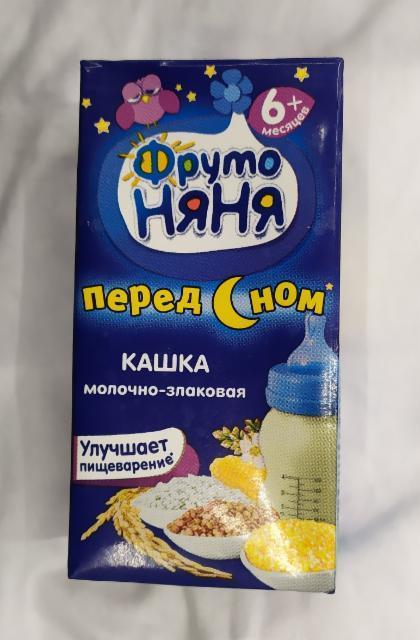 6+
месяцев
Фруто
НЯНЯ
перед сном
КАШКА
молочно-злаковая
Улучшает
пищеварение*